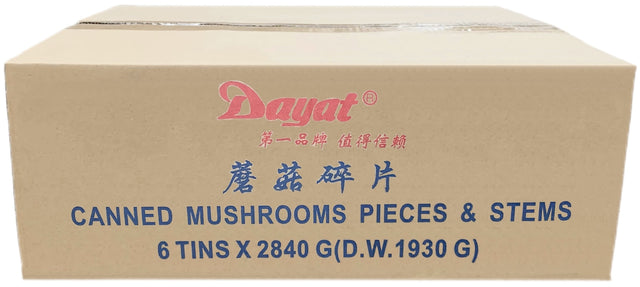 Dayat®
第一品牌 值得信赖
蘑菇碎片
CANNED MUSHROOMS PIECES & STEMS
6 TINS X 2840 G(D.W.1930 G)